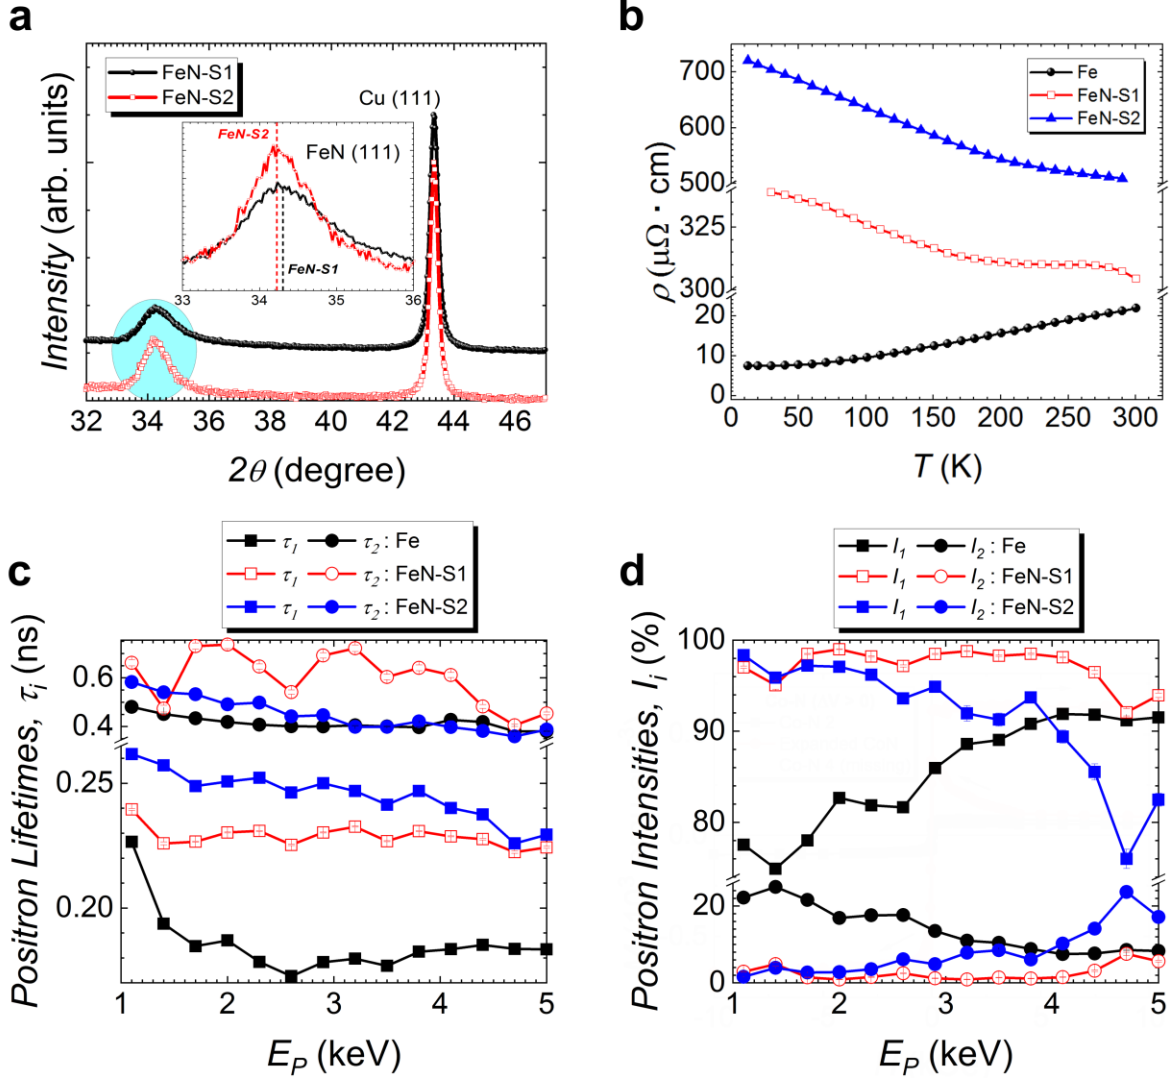 a
FeN-S1
FeN-S2
Cu (111)
FeN-S2
FeN (111)
FeN-S1
33 34 35 36
Intensity (arb. units)
32 34 36 38 40 42 44 46
2θ (degree)
b
Fe
FeN-S1
FeN-S2
700
600
500
325
300
20
10
0
ρ (μΩ · cm)
0 50 100 150 200 250 300
T (K)
c
τ1 τ2 : Fe
τ1 τ2 : FeN-S1
τ1 τ2 : FeN-S2
0.6
0.4
0.25
0.20
Positron Lifetimes, τi (ns)
1 2 3 4 5
EP (keV)
d
I1 I2 : Fe
I1 I2 : FeN-S1
I1 I2 : FeN-S2
100
90
80
20
0
Positron Intensities, Ii (%)
1 2 3 4 5
EP (keV)